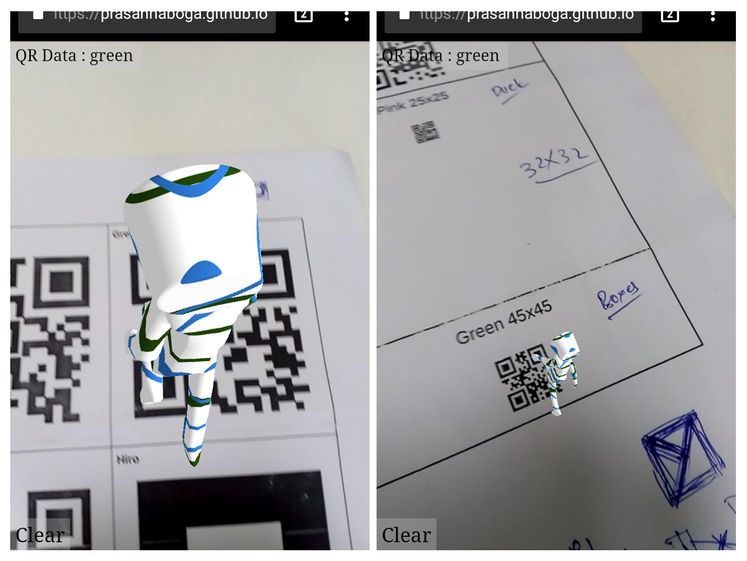 https://prasannaboga.github.io
2
QR Data : green
Gre
Hiro
Clear
https://prasannaboga.github.io
2
QR Data : green
Pink 25x25
Duck
32X32
Green 45x45
Boxes
Clear